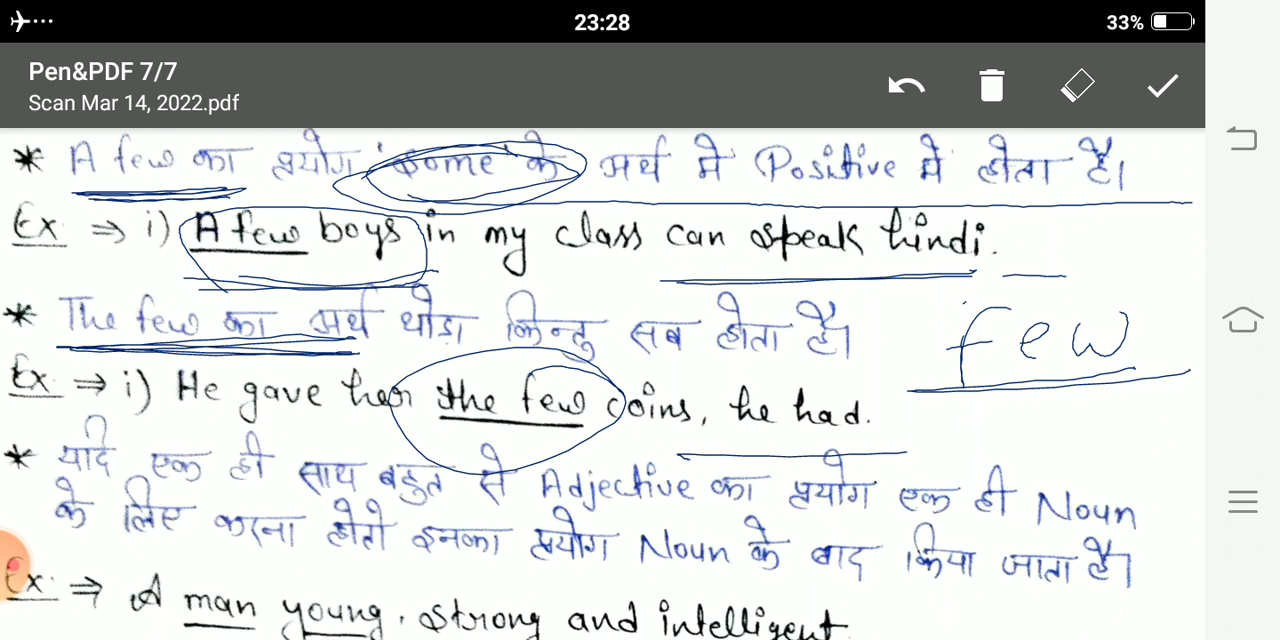 23:28
33%
Pen&PDF 7/7
Scan Mar 14, 2022.pdf
* A few का प्रयोग 'some' के अर्थ में Positive में होता है।
Ex ⇒ i) A few boys in my class can speak hindi.
* The few का अर्थ थोड़ा किन्तु सब होता है।
few
Ex ⇒ i) He gave her the few coins, he had.
* यदि एक ही साथ बहुत से Adjective का प्रयोग एक ही Noun
के लिए करना होतो इनका प्रयोग Noun के बाद किया जाता है।
Ex ⇒ A man young, strong and intelligent